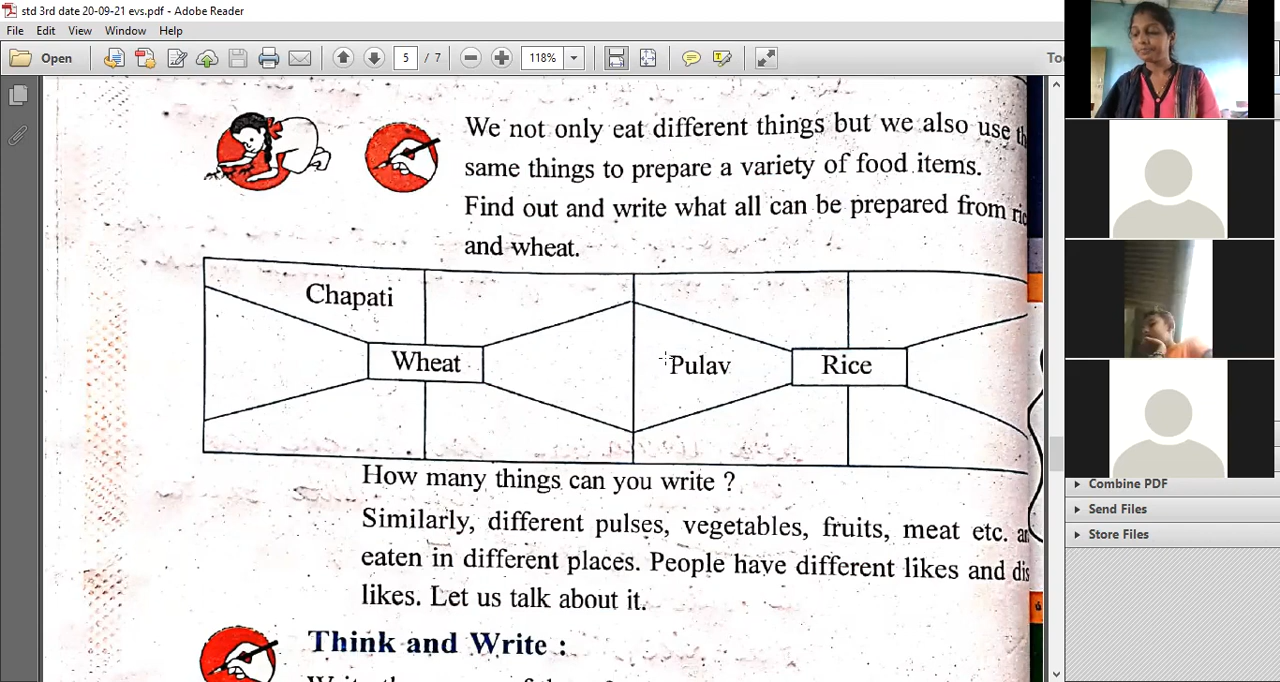 std 3rd date 20-09-21 evs.pdf - Adobe Reader
File Edit View Window Help
Open 5 / 7 118%
We not only eat different things but we also use
same things to prepare a variety of food items.
Find out and write what all can be prepared from
and wheat.
Chapati
Wheat
Pulav
Rice
How many things can you write ?
Similarly, different pulses, vegetables, fruits, meat etc.
eaten in different places. People have different likes and dis
likes. Let us talk about it.
Think and Write :
Combine PDF
Send Files
Store Files